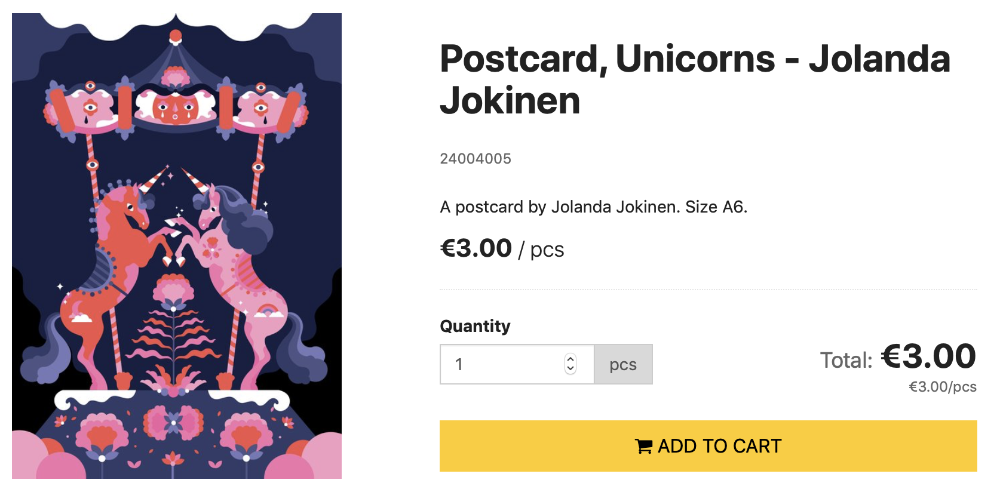 Postcard, Unicorns - Jolanda
Jokinen
24004005
A postcard by Jolanda Jokinen. Size A6.
€3.00 / pcs
Quantity
1 pcs
Total: €3.00
€3.00/pcs
ADD TO CART